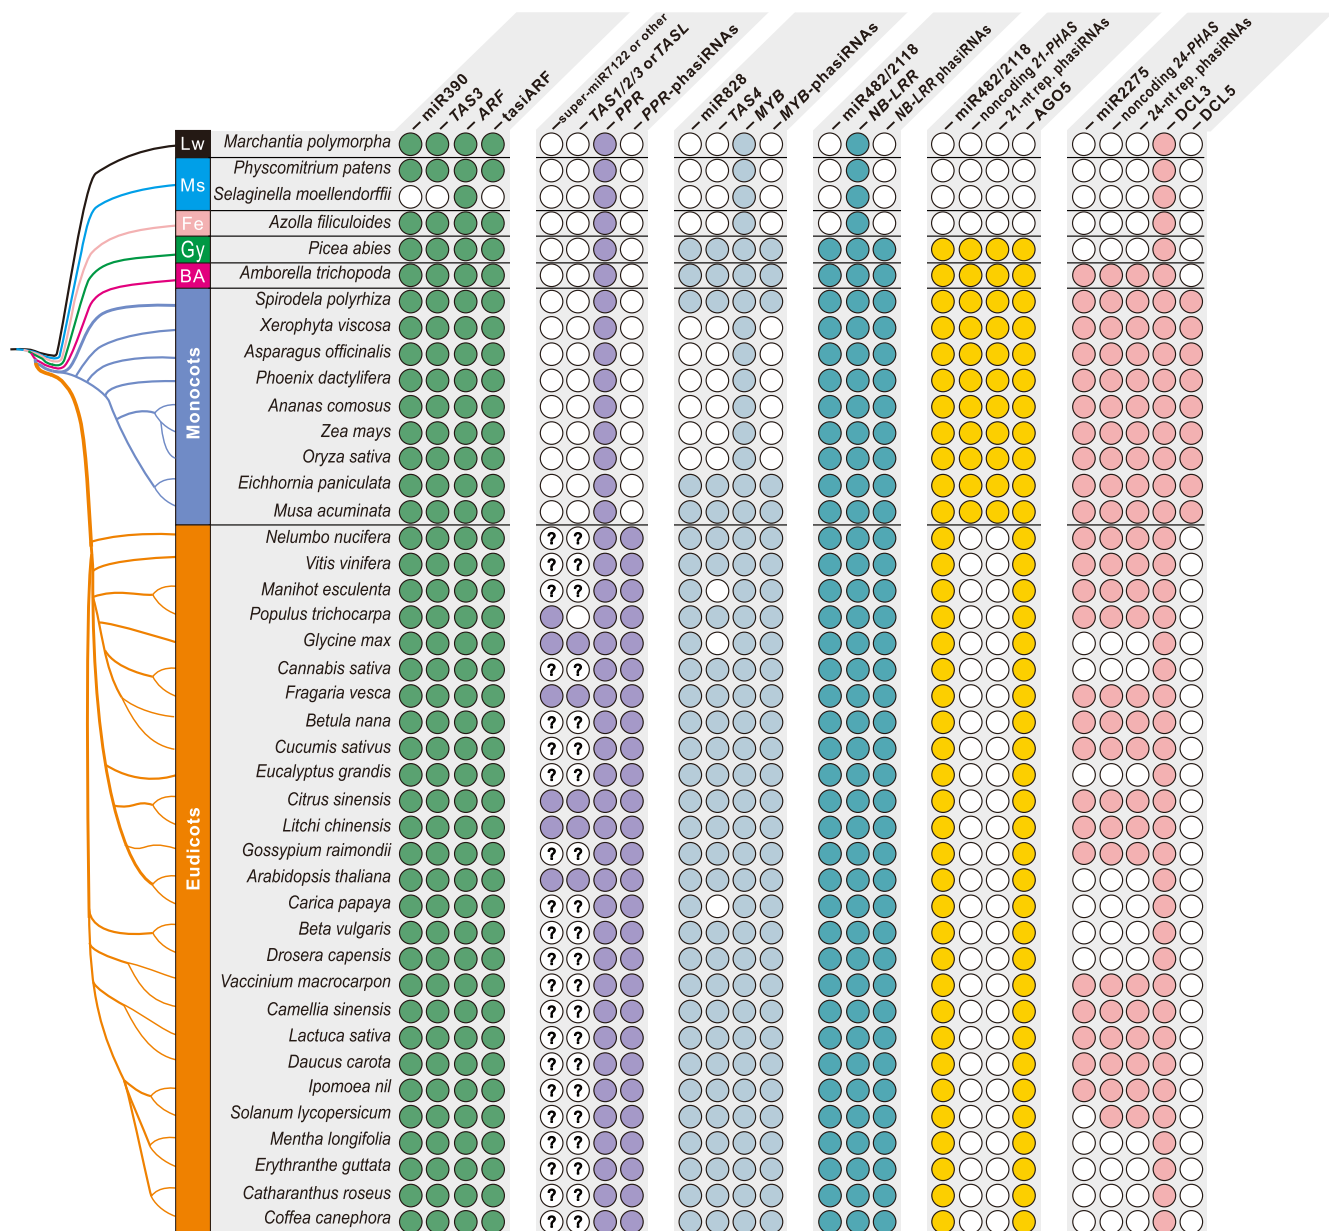 miR390
TAS3
ARF
tasiARF
super-miR7122 or other
TAS1/2/3 or TASL
PPR
PPR-phasiRNAs
miR828
TAS4
MYB
MYB-phasiRNAs
miR482/2118
NB-LRR
NB-LRR phasiRNAs
miR482/2118
noncoding 21-PHAS
21-nt rep. phasiRNAs
AGO5
miR2275
noncoding 24-PHAS
24-nt rep. phasiRNAs
DCL3
DCL5
Lw
Marchantia polymorpha
Ms
Physcomitrium patens
Selaginella moellendorffii
Fe
Azolla filiculoides
Gy
Picea abies
BA
Amborella trichopoda
Monocots
Spirodela polyrhiza
Xerophyta viscosa
Asparagus officinalis
Phoenix dactylifera
Ananas comosus
Zea mays
Oryza sativa
Eichhornia paniculata
Musa acuminata
Eudicots
Nelumbo nucifera ? ?
Vitis vinifera ? ?
Manihot esculenta ? ?
Populus trichocarpa
Glycine max
Cannabis sativa ? ?
Fragaria vesca
Betula nana ? ?
Cucumis sativus ? ?
Eucalyptus grandis ? ?
Citrus sinensis
Litchi chinensis
Gossypium raimondii ? ?
Arabidopsis thaliana
Carica papaya ? ?
Beta vulgaris ? ?
Drosera capensis ? ?
Vaccinium macrocarpon ? ?
Camellia sinensis ? ?
Lactuca sativa ? ?
Daucus carota ? ?
Ipomoea nil ? ?
Solanum lycopersicum ? ?
Mentha longifolia ? ?
Erythranthe guttata ? ?
Catharanthus roseus ? ?
Coffea canephora ? ?